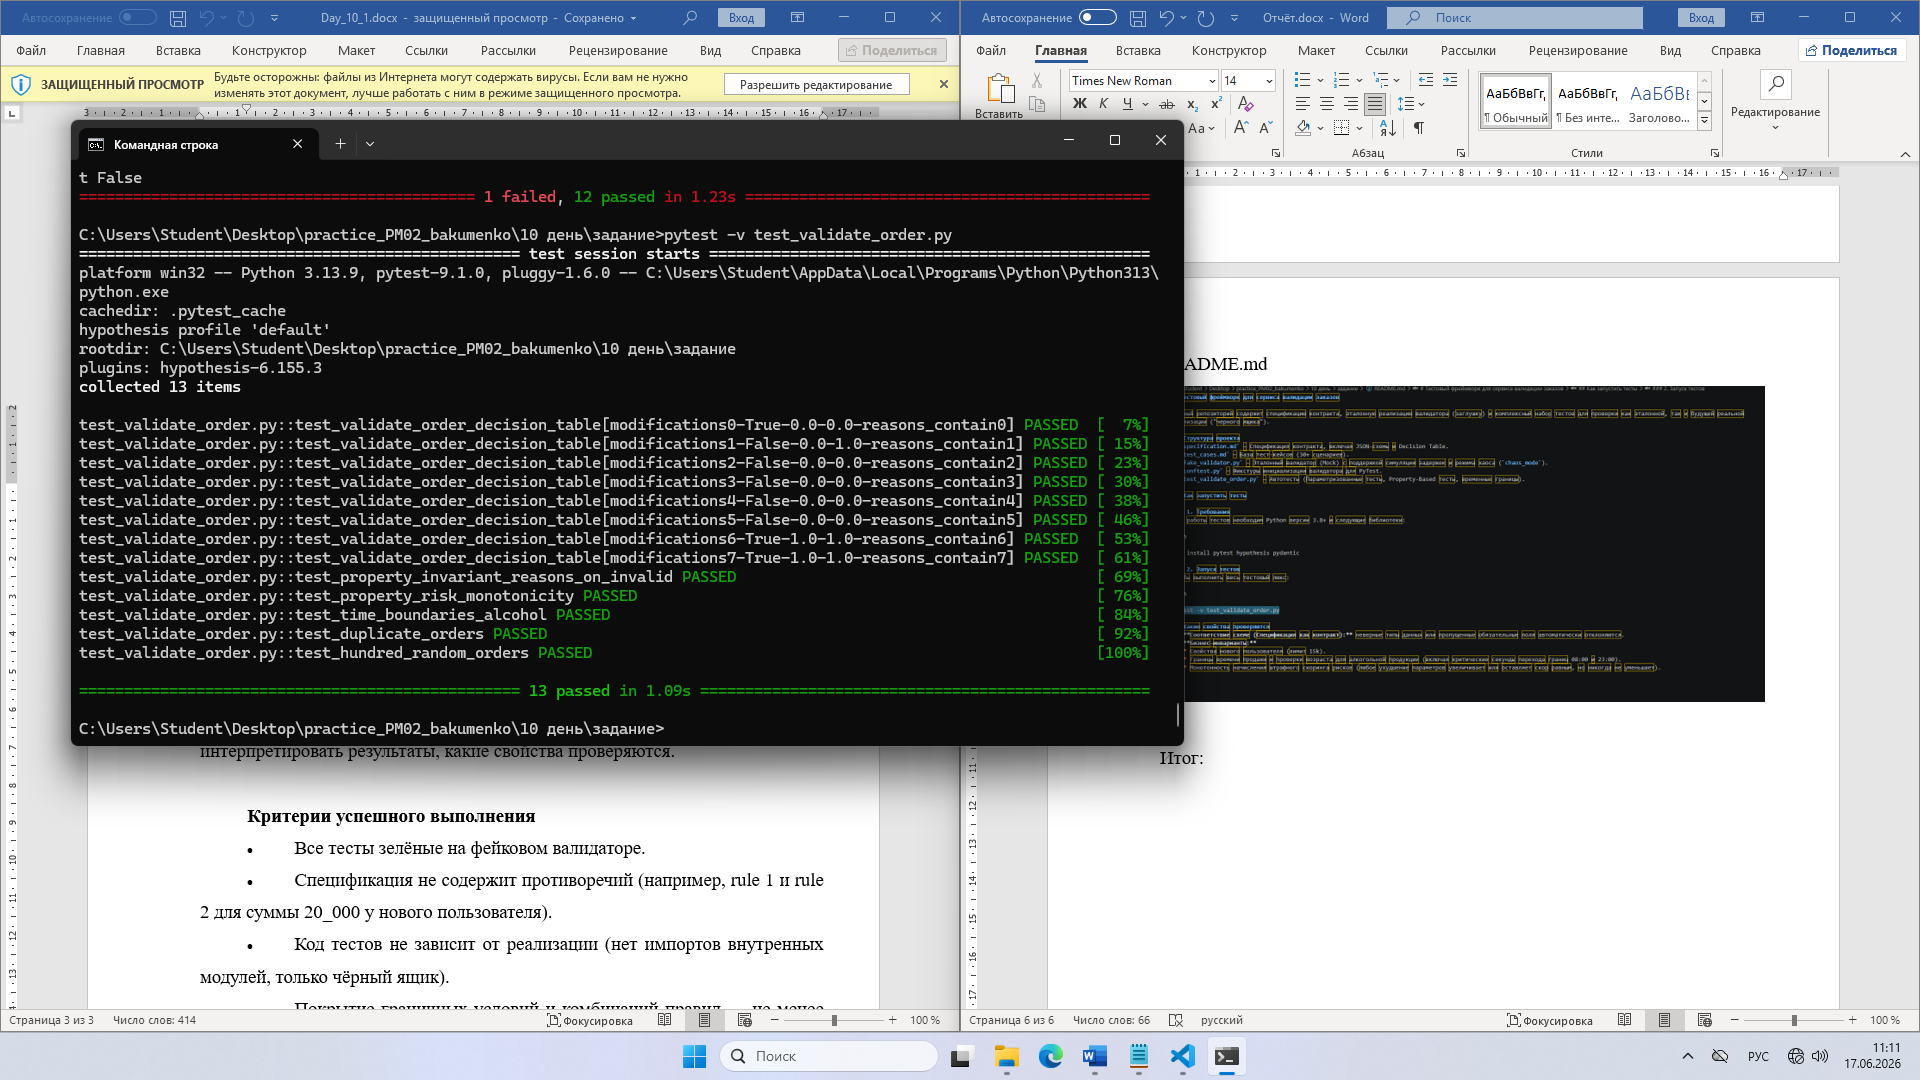 Автосохранение
Day_10_1.docx - защищенный просмотр - Сохранено
Вход
Файл Главная Вставка Конструктор Макет Ссылки Рассылки Рецензирование Вид Справка Поделиться
ЗАЩИЩЕННЫЙ ПРОСМОТР Будьте осторожны: файлы из Интернета могут содержать вирусы. Если вам не нужно
изменять этот документ, лучше работать с ним в режиме защищенного просмотра.
Разрешить редактирование
Автосохранение
Отчёт.docx - Word
Поиск
Вход
Файл Главная Вставка Конструктор Макет Ссылки Рассылки Рецензирование Вид Справка Поделиться
Вставить
Times New Roman 14
Абзац
АаБбВвГг, АаБбВвГг, АаБбВв
¶ Обычный ¶ Без инте... Заголово...
Стили
Редактирование
Командная строка
t False
1 failed, 12 passed in 1.23s
C:\Users\Student\Desktop\practice_PM02_bakumenko\10 день\задание>pytest -v test_validate_order.py
test session starts
platform win32 -- Python 3.13.9, pytest-9.1.0, pluggy-1.6.0 -- C:\Users\Student\AppData\Local\Programs\Python\Python313\
python.exe
cachedir: .pytest_cache
hypothesis profile 'default'
rootdir: C:\Users\Student\Desktop\practice_PM02_bakumenko\10 день\задание
plugins: hypothesis-6.155.3
collected 13 items
test_validate_order.py::test_validate_order_decision_table[modifications0-True-0.0-0.0-reasons_contain0] PASSED [ 7%]
test_validate_order.py::test_validate_order_decision_table[modifications1-False-0.0-1.0-reasons_contain1] PASSED [ 15%]
test_validate_order.py::test_validate_order_decision_table[modifications2-False-0.0-0.0-reasons_contain2] PASSED [ 23%]
test_validate_order.py::test_validate_order_decision_table[modifications3-False-0.0-0.0-reasons_contain3] PASSED [ 30%]
test_validate_order.py::test_validate_order_decision_table[modifications4-False-0.0-0.0-reasons_contain4] PASSED [ 38%]
test_validate_order.py::test_validate_order_decision_table[modifications5-False-0.0-0.0-reasons_contain5] PASSED [ 46%]
test_validate_order.py::test_validate_order_decision_table[modifications6-True-1.0-1.0-reasons_contain6] PASSED [ 53%]
test_validate_order.py::test_validate_order_decision_table[modifications7-True-1.0-1.0-reasons_contain7] PASSED [ 61%]
test_validate_order.py::test_property_invariant_reasons_on_invalid PASSED [ 69%]
test_validate_order.py::test_property_risk_monotonicity PASSED [ 76%]
test_validate_order.py::test_time_boundaries_alcohol PASSED [ 84%]
test_validate_order.py::test_duplicate_orders PASSED [ 92%]
test_validate_order.py::test_hundred_random_orders PASSED [100%]
13 passed in 1.09s
C:\Users\Student\Desktop\practice_PM02_bakumenko\10 день\задание>
интерпретировать результаты, какие свойства проверяются.
Критерии успешного выполнения
• Все тесты зелёные на фейковом валидаторе.
• Спецификация не содержит противоречий (например, rule 1 и rule
2 для суммы 20_000 у нового пользователя).
• Код тестов не зависит от реализации (нет импортов внутренных
модулей, только чёрный ящик).
Покрытие граничных условий и комбинаций правил — не менее
ADME.md
Итог:
Страница 3 из 3 Число слов: 414 Фокусировка 100 %
Страница 6 из 6 Число слов: 66 русский Фокусировка 100 %
Поиск
РУС
11:11
17.06.2026